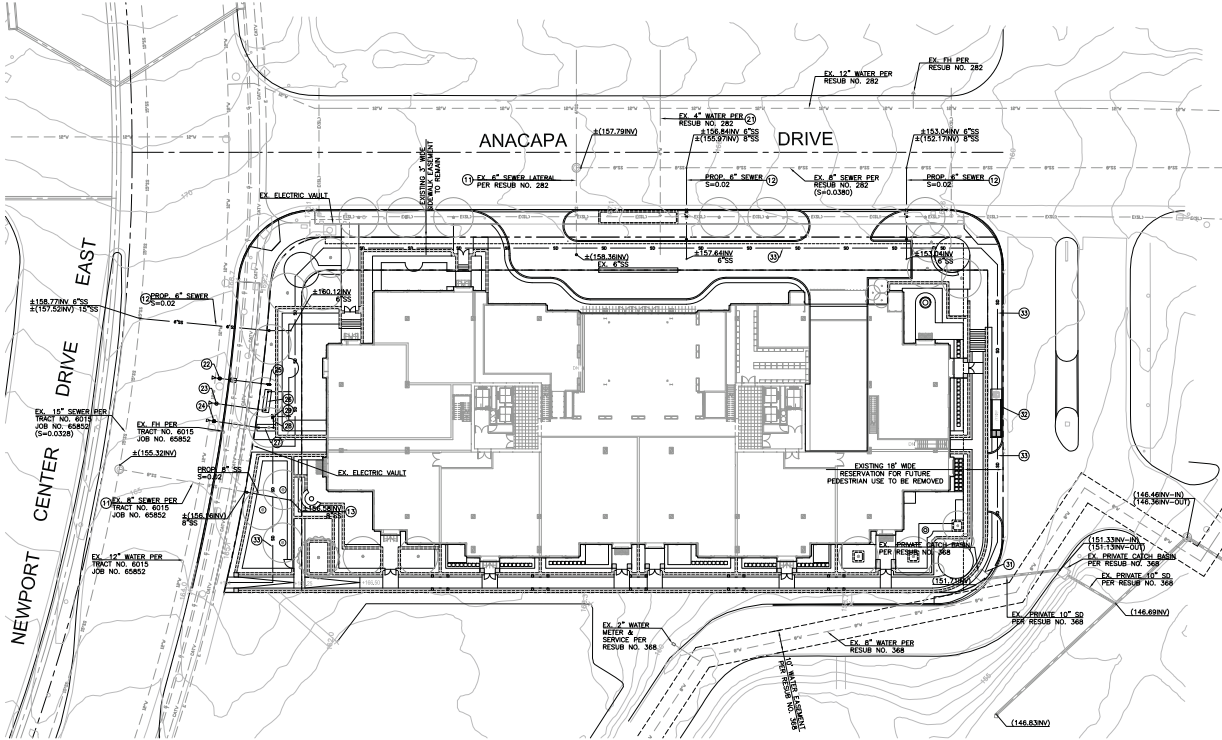 EX. 12" WATER PER
RESUB NO. 282
EX. FH PER
RESUB NO. 282
EX. 4" WATER PER
RESUB NO. 282
21
±(157.79INV)
±156.84INV 6"SS
±(155.97INV) 8"SS
±153.04INV 6"SS
±(152.17INV) 8"SS
ANACAPA DRIVE
11
EX. 6" SEWER LATERAL
PER RESUB NO. 282
PROP. 6" SEWER
S=0.02
12
EX. 8" SEWER PER
RESUB NO. 282
(S=0.0380)
PROP. 6" SEWER
S=0.02
12
EXISTING 3' WIDE
SIDEWALK EASEMENT
TO REMAIN
EX. ELECTRIC VAULT
±(158.36INV)
EX. 6"SS
±157.64INV
6"SS
33
±153.04INV
6"SS
±158.77INV 6"SS
±(157.52INV) 15"SS
12
PROP. 6" SEWER
S=0.02
±160.12INV
6"SS
33
22
23
24
25
26
29
28
27
32
33
EX. 15" SEWER PER
TRACT NO. 6015
JOB NO. 65852
(S=0.0328)
EX. FH PER
TRACT NO. 6015
JOB NO. 65852
±(155.32INV)
EX. ELECTRIC VAULT
EXISTING 18' WIDE
RESERVATION FOR FUTURE
PEDESTRIAN USE TO BE REMOVED
PROP. 8" SS
S=0.02
11
EX. 8" SEWER PER
TRACT NO. 6015
JOB NO. 65852
±(156.16INV)
8"SS
±156.58INV
8"SS
13
33
EX. 12" WATER PER
TRACT NO. 6015
JOB NO. 65852
NEWPORT CENTER DRIVE EAST
EX. PRIVATE CATCH BASIN
PER RESUB NO. 368
(146.46INV-IN)
(146.36INV-OUT)
(151.33INV-IN)
(151.13INV-OUT)
EX. PRIVATE CATCH BASIN
PER RESUB NO. 368
31
EX. PRIVATE 10" SD
PER RESUB NO. 368
(146.69INV)
EX. PRIVATE 10" SD
PER RESUB NO. 368
EX. 2" WATER
METER &
SERVICE PER
RESUB NO. 368
EX. 8" WATER PER
RESUB NO. 368
10' WATER EASEMENT
PER RESUB NO. 368
(146.83INV)